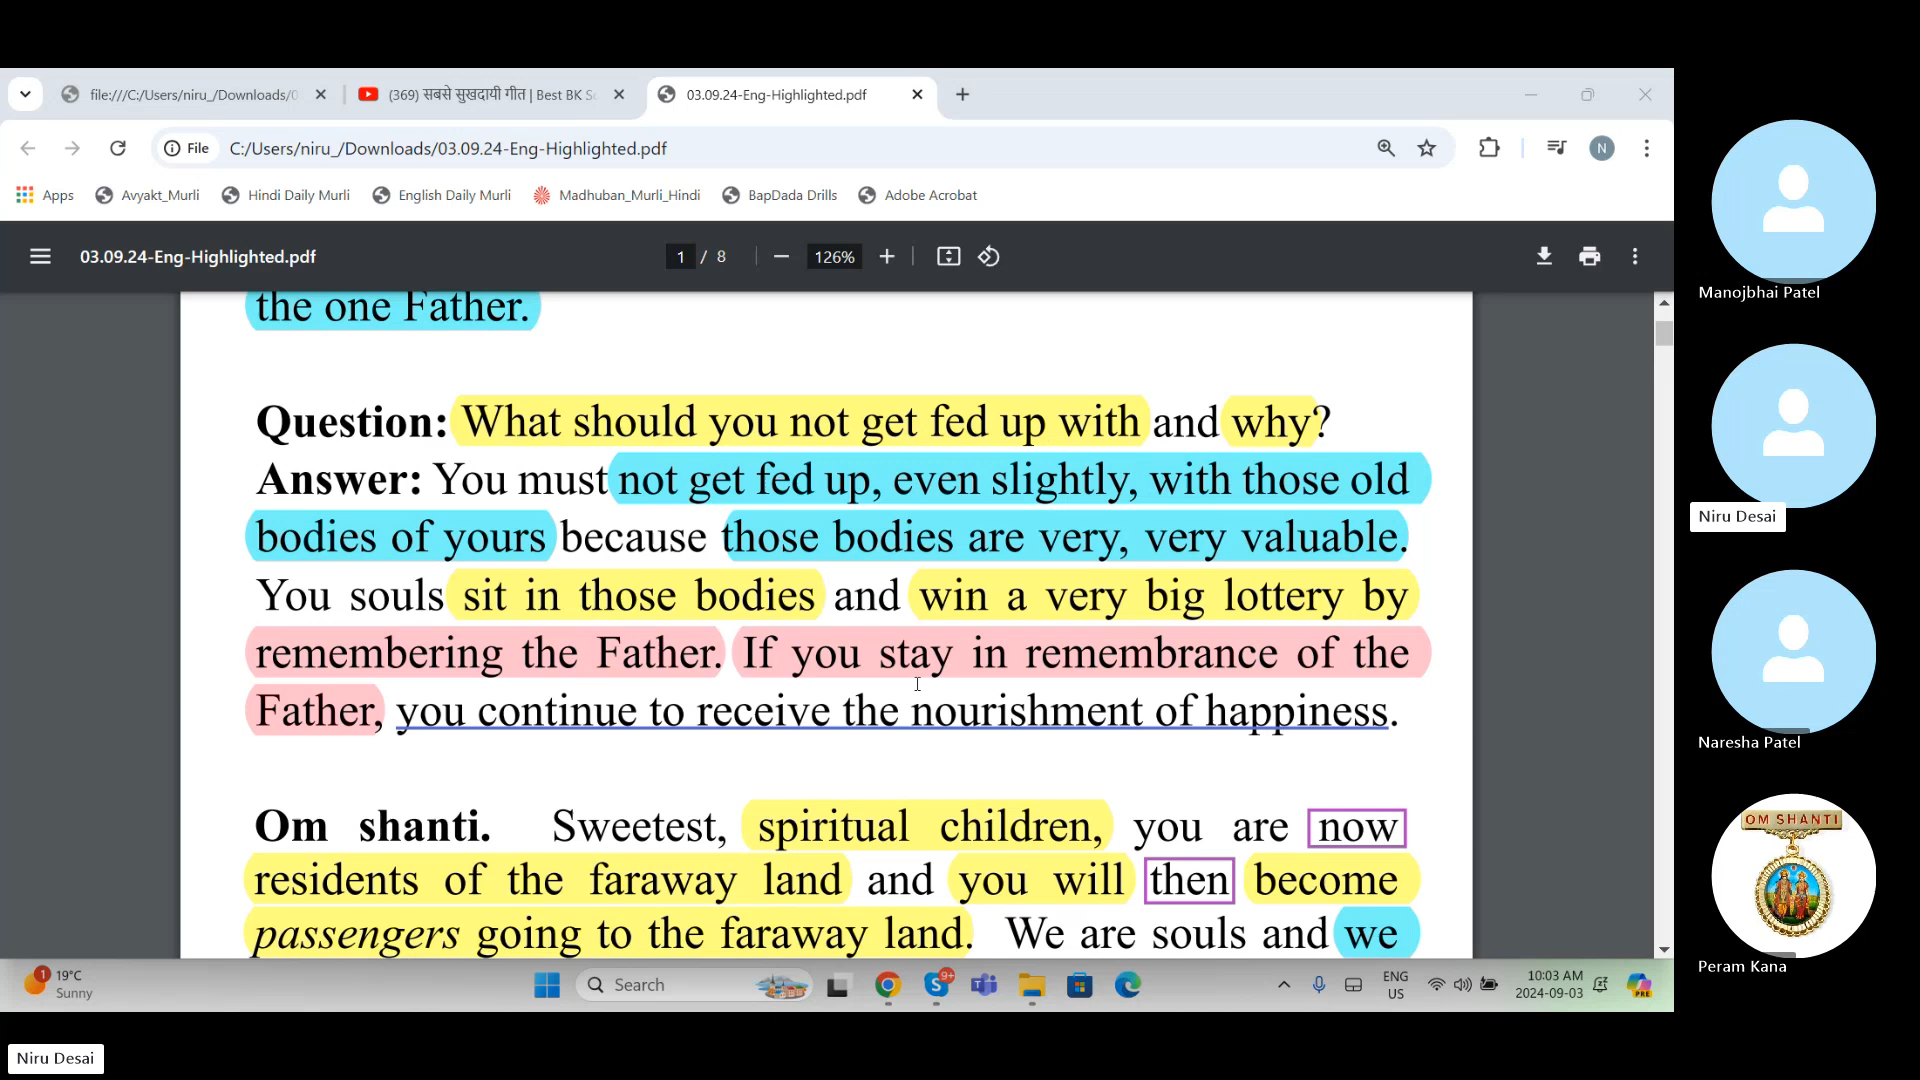 file:///C:/Users/niru_/Downloads/0
(369) सबसे सुखदायी गीत | Best BK S
03.09.24-Eng-Highlighted.pdf
File
C:/Users/niru_/Downloads/03.09.24-Eng-Highlighted.pdf
N
Apps
Avyakt_Murli
Hindi Daily Murli
English Daily Murli
Madhuban_Murli_Hindi
BapDada Drills
Adobe Acrobat
03.09.24-Eng-Highlighted.pdf
1 / 8
126%
the one Father.
Question: What should you not get fed up with and why?
Answer: You must not get fed up, even slightly, with those old
bodies of yours because those bodies are very, very valuable.
You souls sit in those bodies and win a very big lottery by
remembering the Father. If you stay in remembrance of the
Father, you continue to receive the nourishment of happiness.
Om shanti. Sweetest, spiritual children, you are now
residents of the faraway land and you will then become
passengers going to the faraway land. We are souls and we
1
19°C
Sunny
Search
9+
ENG
US
10:03 AM
2024-09-03
PRE
Manojbhai Patel
Niru Desai
Naresha Patel
OM SHANTI
Peram Kana
Niru Desai